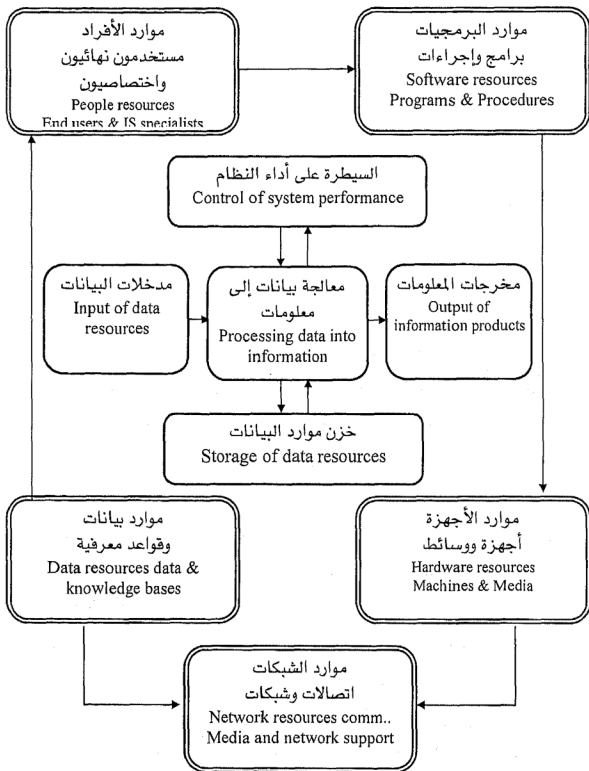 موارد الأفراد
مستخدمون نهائيون
واختصاصيون
People resources
End users & IS specialists
موارد البرمجيات
برامج وإجراءات
Software resources
Programs & Procedures
السيطرة على أداء النظام
Control of system performance
مدخلات البيانات
Input of data
resources
معالجة بيانات إلى
معلومات
Processing data into
information
مخرجات المعلومات
Output of
information products
خزن موارد البيانات
Storage of data resources
موارد بيانات
وقواعد معرفية
Data resources data &
knowledge bases
موارد الأجهزة
أجهزة ووسائط
Hardware resources
Machines & Media
موارد الشبكات
اتصالات وشبكات
Network resources comm..
Media and network support